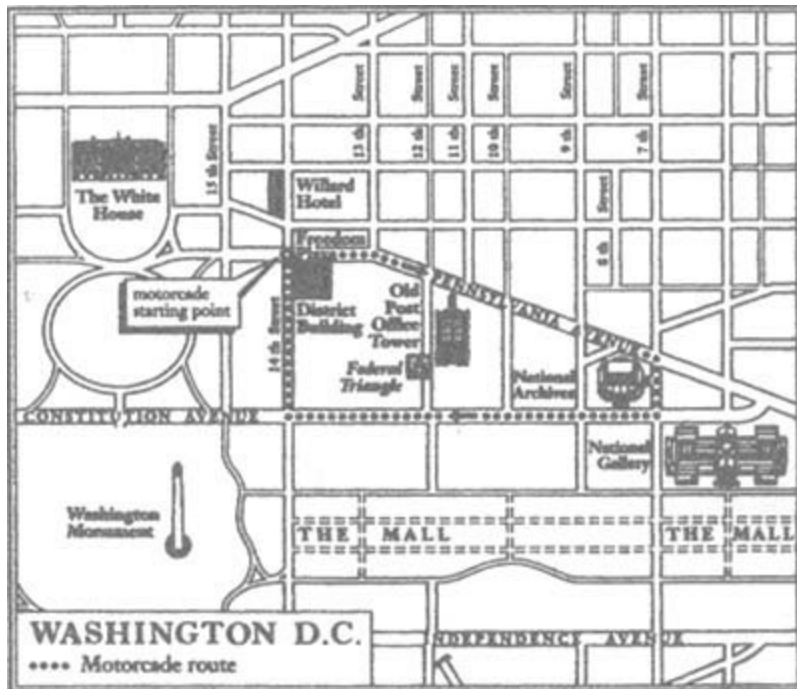 13 th Street
12 th Street
11 th Street
10 th Street
9 th Street
7 th Street
15 th Street
The White
House
Willard
Hotel
Freedom
Street
motorcade
starting point
PENNSYLVANIA AVENUE
14 th Street
District
Building
Old
Post
Office
Tower
Federal
Triangle
National
Archives
CONSTITUTION AVENUE
National
Gallery
Washington
Monument
THE MALL
THE MALL
WASHINGTON D.C.
INDEPENDENCE AVENUE
Motorcade route